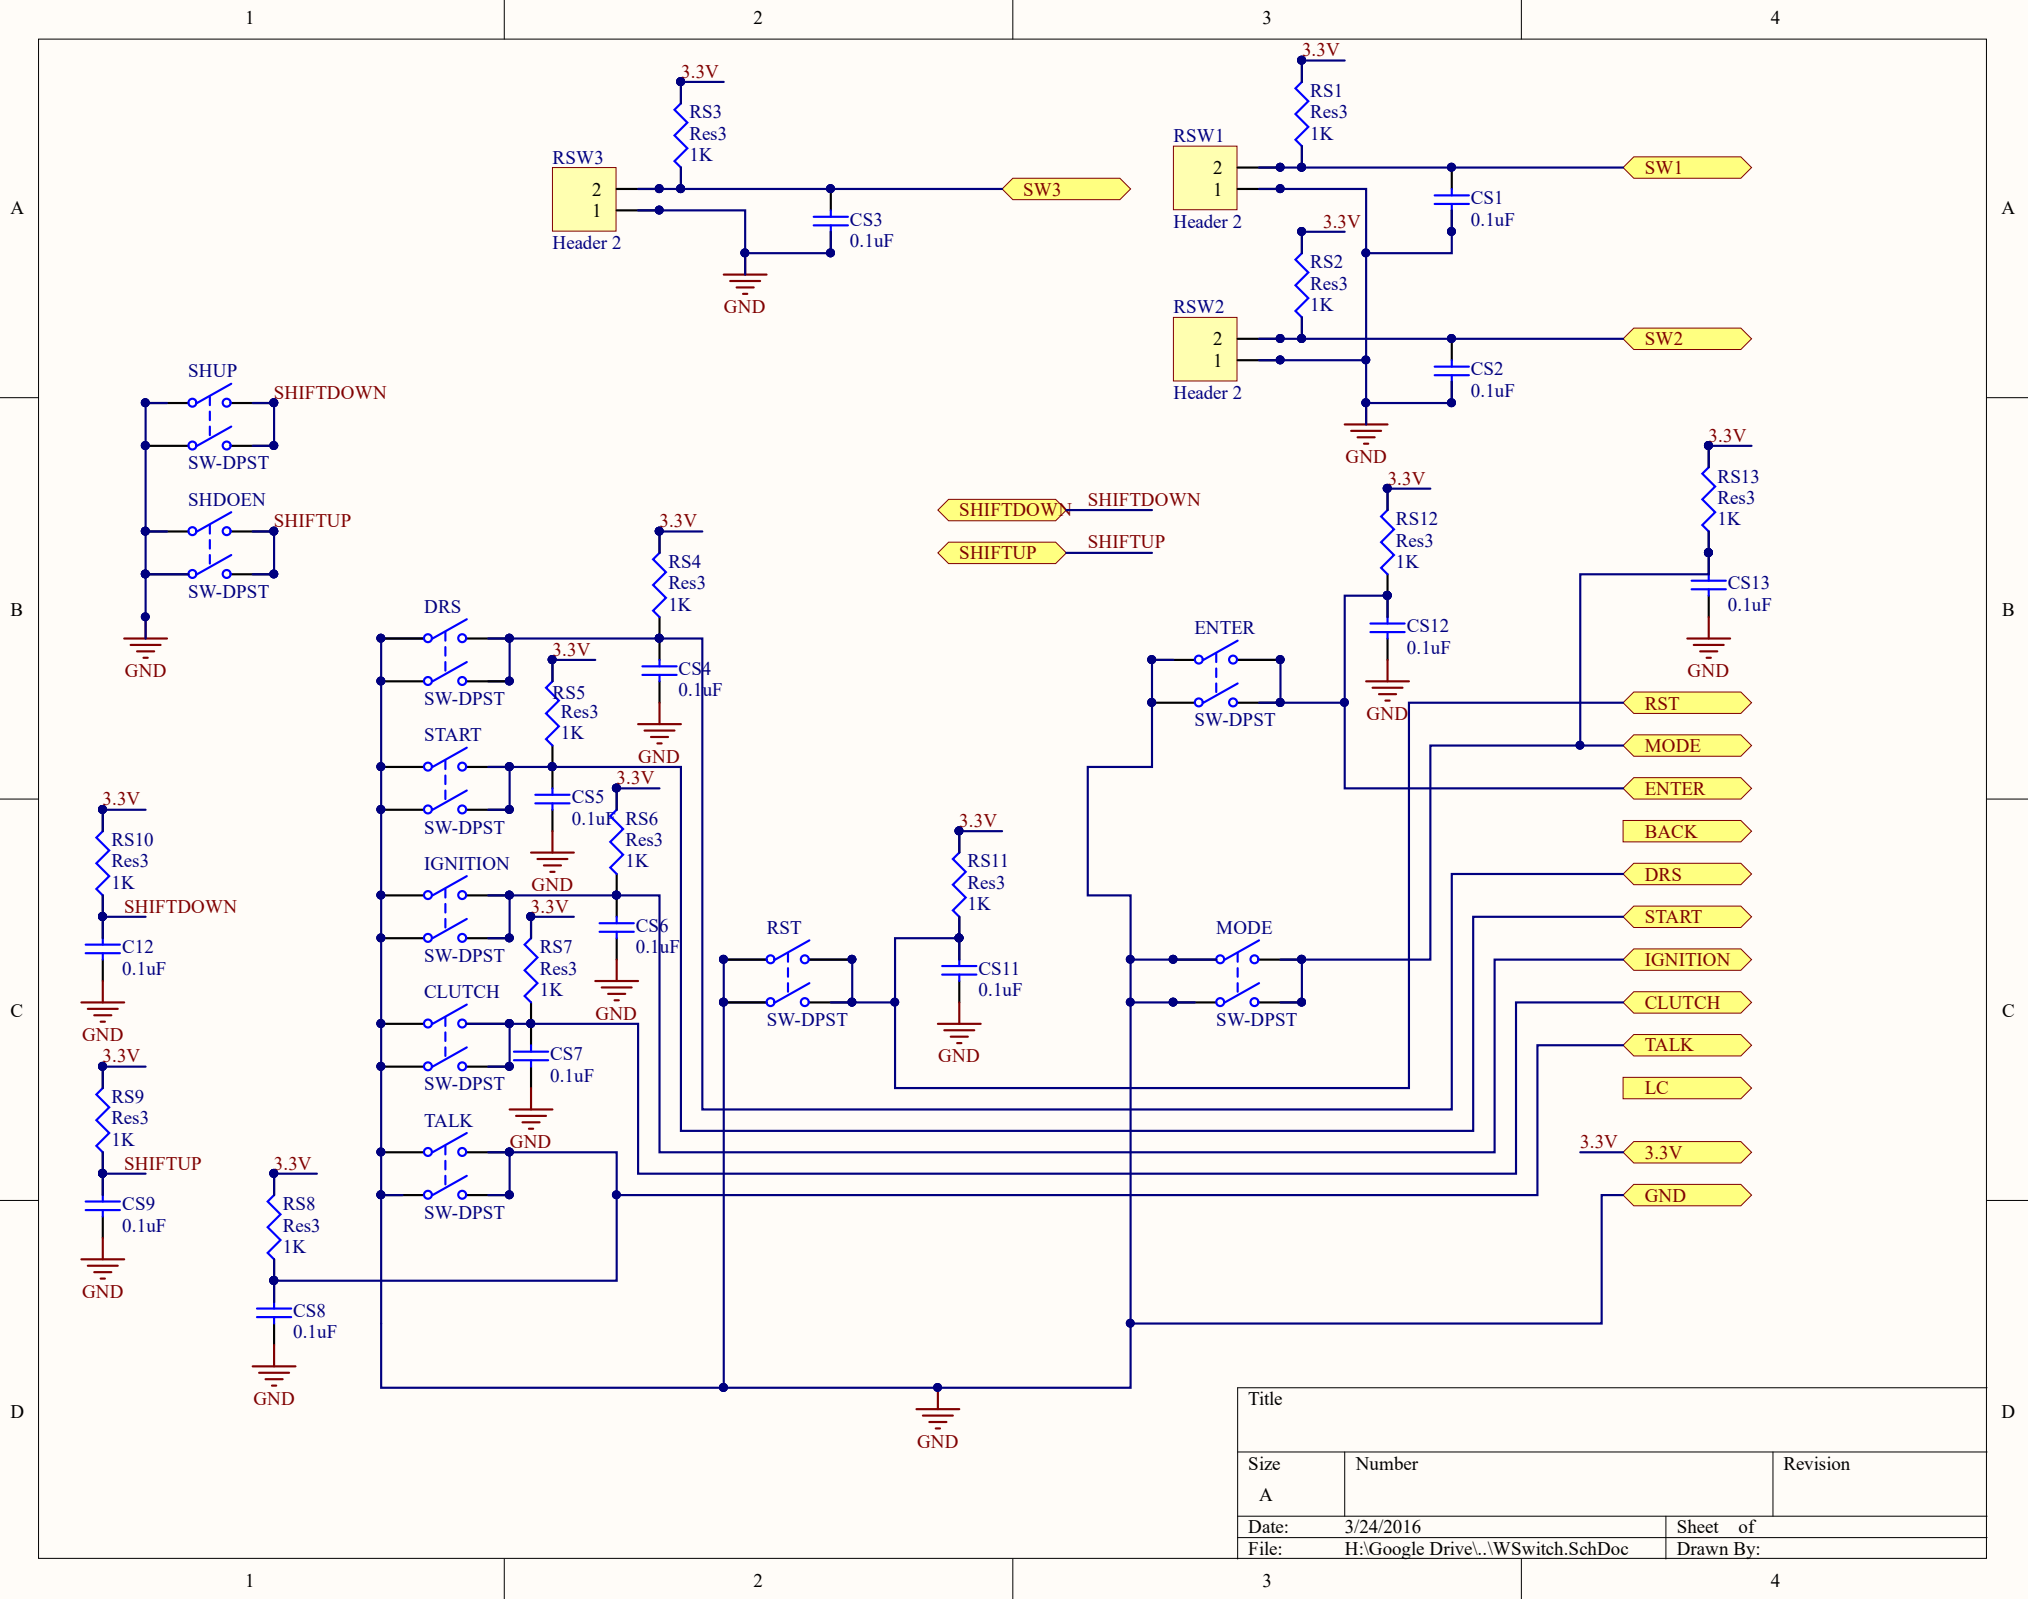 1
2
3
4
3.3V
RS3
Res3
1K
RSW3
2
1
Header 2
SW3
CS3
0.1uF
GND
3.3V
RS1
Res3
1K
RSW1
2
1
Header 2
SW1
CS1
0.1uF
3.3V
RS2
Res3
1K
RSW2
2
1
Header 2
SW2
CS2
0.1uF
GND
A
A
SHUP
SHIFTDOWN
SW-DPST
SHDOEN
SHIFTUP
SW-DPST
GND
SHIFTDOWN
SHIFTDOWN
SHIFTUP
SHIFTUP
3.3V
RS12
Res3
1K
CS12
0.1uF
GND
3.3V
RS13
Res3
1K
CS13
0.1uF
GND
B
B
3.3V
RS4
Res3
1K
CS4
0.1uF
GND
DRS
SW-DPST
3.3V
RS5
Res3
1K
CS5
0.1uF
GND
START
SW-DPST
3.3V
RS6
Res3
1K
CS6
0.1uF
GND
IGNITION
SW-DPST
3.3V
RS7
Res3
1K
CS7
0.1uF
GND
CLUTCH
SW-DPST
TALK
SW-DPST
ENTER
SW-DPST
RST
MODE
ENTER
BACK
DRS
START
IGNITION
CLUTCH
TALK
LC
3.3V
3.3V
GND
3.3V
RS10
Res3
1K
SHIFTDOWN
C12
0.1uF
GND
3.3V
RS9
Res3
1K
SHIFTUP
CS9
0.1uF
GND
3.3V
RS8
Res3
1K
CS8
0.1uF
GND
RST
SW-DPST
3.3V
RS11
Res3
1K
CS11
0.1uF
GND
MODE
SW-DPST
C
C
GND
D
D
Title
Size
A
Number
Revision
Date:
3/24/2016
Sheet of
File:
H:\Google Drive\..\WSwitch.SchDoc
Drawn By:
1
2
3
4